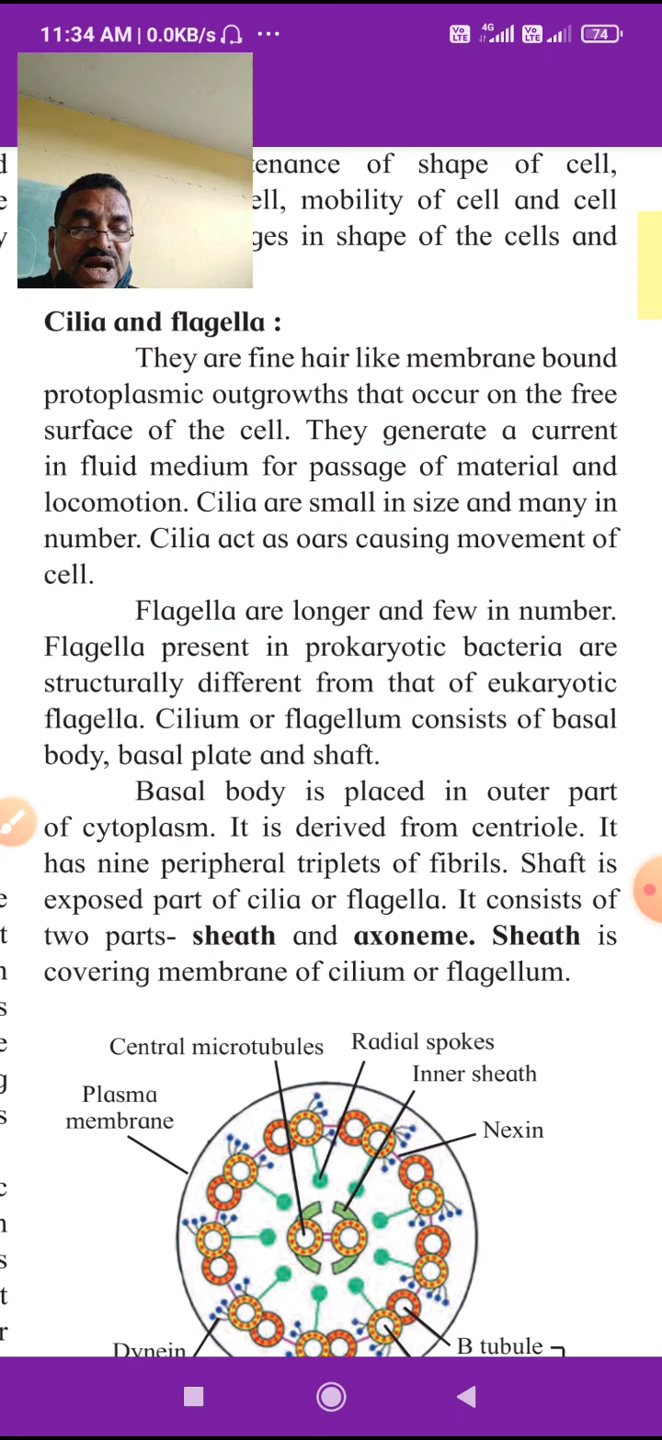 11:34 AM | 0.0KB/s
Vo LTE 4G Vo LTE 74
tenance of shape of cell,
ell, mobility of cell and cell
ges in shape of the cells and
Cilia and flagella :
They are fine hair like membrane bound
protoplasmic outgrowths that occur on the free
surface of the cell. They generate a current
in fluid medium for passage of material and
locomotion. Cilia are small in size and many in
number. Cilia act as oars causing movement of
cell.
Flagella are longer and few in number.
Flagella present in prokaryotic bacteria are
structurally different from that of eukaryotic
flagella. Cilium or flagellum consists of basal
body, basal plate and shaft.
Basal body is placed in outer part
of cytoplasm. It is derived from centriole. It
has nine peripheral triplets of fibrils. Shaft is
exposed part of cilia or flagella. It consists of
two parts- sheath and axoneme. Sheath is
covering membrane of cilium or flagellum.
Central microtubules
Radial spokes
Inner sheath
Plasma
membrane
Nexin
Dynein
B tubule